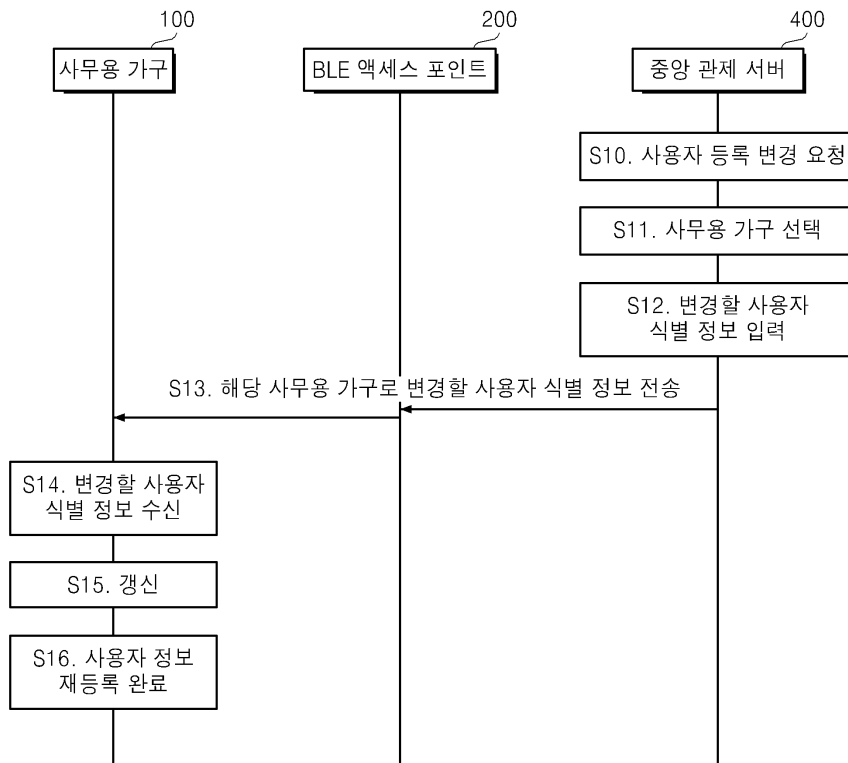 100
200
400
사무용 가구
BLE 액세스 포인트
중앙 관제 서버
S10. 사용자 등록 변경 요청
S11. 사무용 가구 선택
S12. 변경할 사용자
식별 정보 입력
S13. 해당 사무용 가구로 변경할 사용자 식별 정보 전송
S14. 변경할 사용자
식별 정보 수신
S15. 갱신
S16. 사용자 정보
재등록 완료